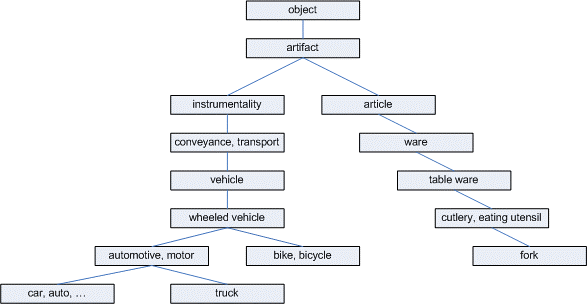 object
artifact
instrumentality
article
conveyance, transport
ware
vehicle
table ware
wheeled vehicle
cutlery, eating utensil
automotive, motor
bike, bicycle
fork
car, auto, …
truck